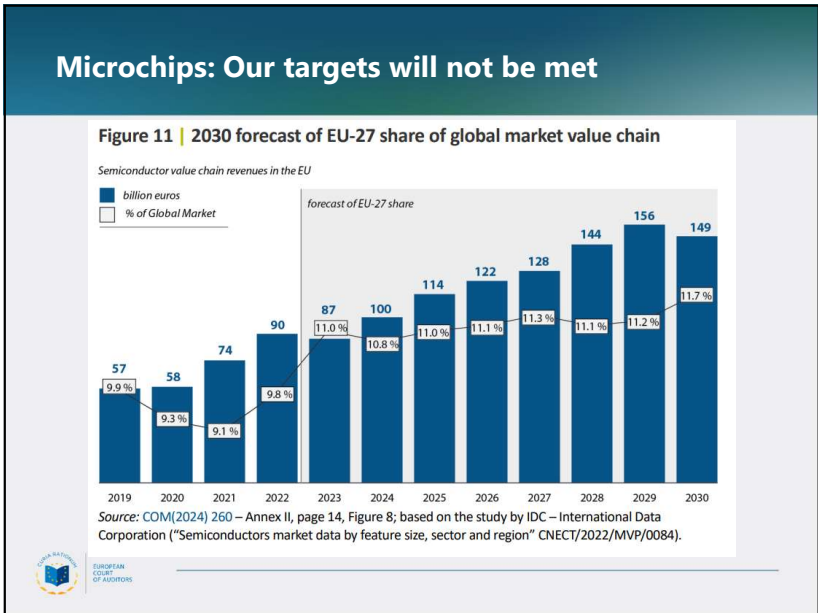 Microchips: Our targets will not be met
Figure 11 | 2030 forecast of EU-27 share of global market value chain
Semiconductor value chain revenues in the EU
billion euros
% of Global Market
forecast of EU-27 share
57
58
74
90
87
100
114
122
128
144
156
149
9.9 %
9.3 %
9.1 %
9.8 %
11.0 %
10.8 %
11.0 %
11.1 %
11.3 %
11.1 %
11.2 %
11.7 %
2019 2020 2021 2022 2023 2024 2025 2026 2027 2028 2029 2030
Source: COM(2024) 260 – Annex II, page 14, Figure 8; based on the study by IDC – International Data
Corporation (“Semiconductors market data by feature size, sector and region” CNECT/2022/MVP/0084).
EUROPEAN
COURT
OF AUDITORS